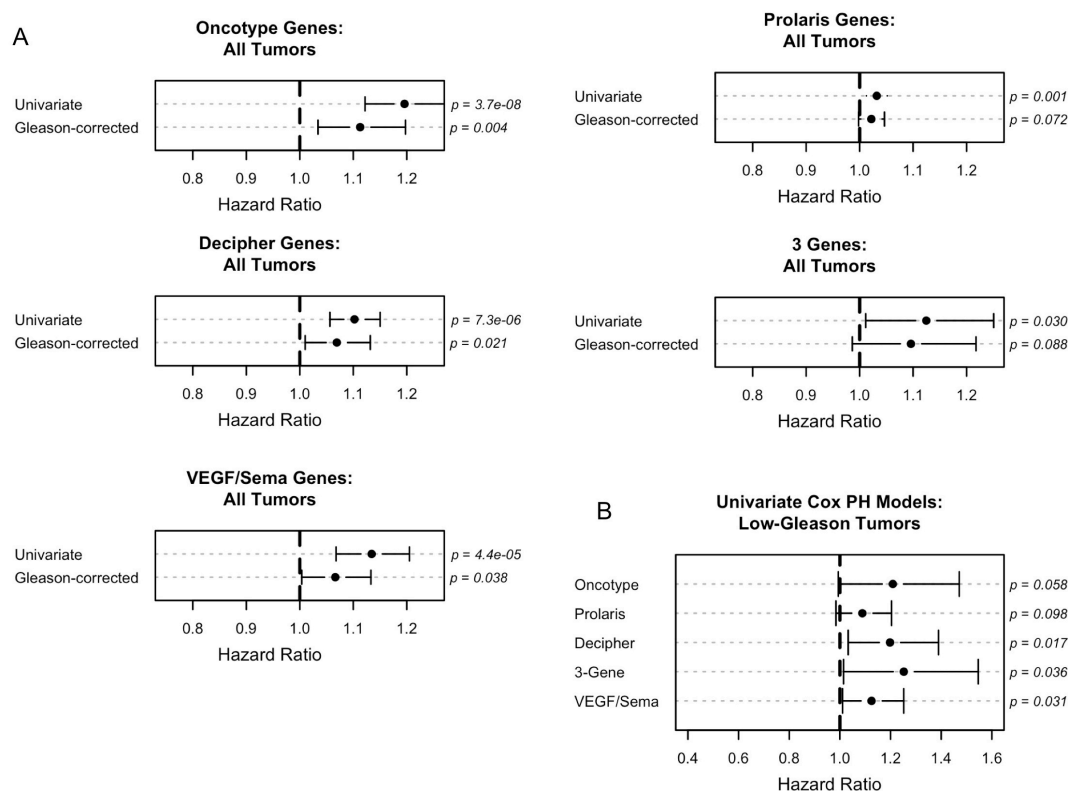 A
Oncotype Genes:
All Tumors
Univariate
p = 3.7e-08
Gleason-corrected
p = 0.004
0.8 0.9 1.0 1.1 1.2
Hazard Ratio
Prolaris Genes:
All Tumors
Univariate
p = 0.001
Gleason-corrected
p = 0.072
0.8 0.9 1.0 1.1 1.2
Hazard Ratio
Decipher Genes:
All Tumors
Univariate
p = 7.3e-06
Gleason-corrected
p = 0.021
0.8 0.9 1.0 1.1 1.2
Hazard Ratio
3 Genes:
All Tumors
Univariate
p = 0.030
Gleason-corrected
p = 0.088
0.8 0.9 1.0 1.1 1.2
Hazard Ratio
VEGF/Sema Genes:
All Tumors
Univariate
p = 4.4e-05
Gleason-corrected
p = 0.038
0.8 0.9 1.0 1.1 1.2
Hazard Ratio
B
Univariate Cox PH Models:
Low-Gleason Tumors
Oncotype
p = 0.058
Prolaris
p = 0.098
Decipher
p = 0.017
3-Gene
p = 0.036
VEGF/Sema
p = 0.031
0.4 0.6 0.8 1.0 1.2 1.4 1.6
Hazard Ratio